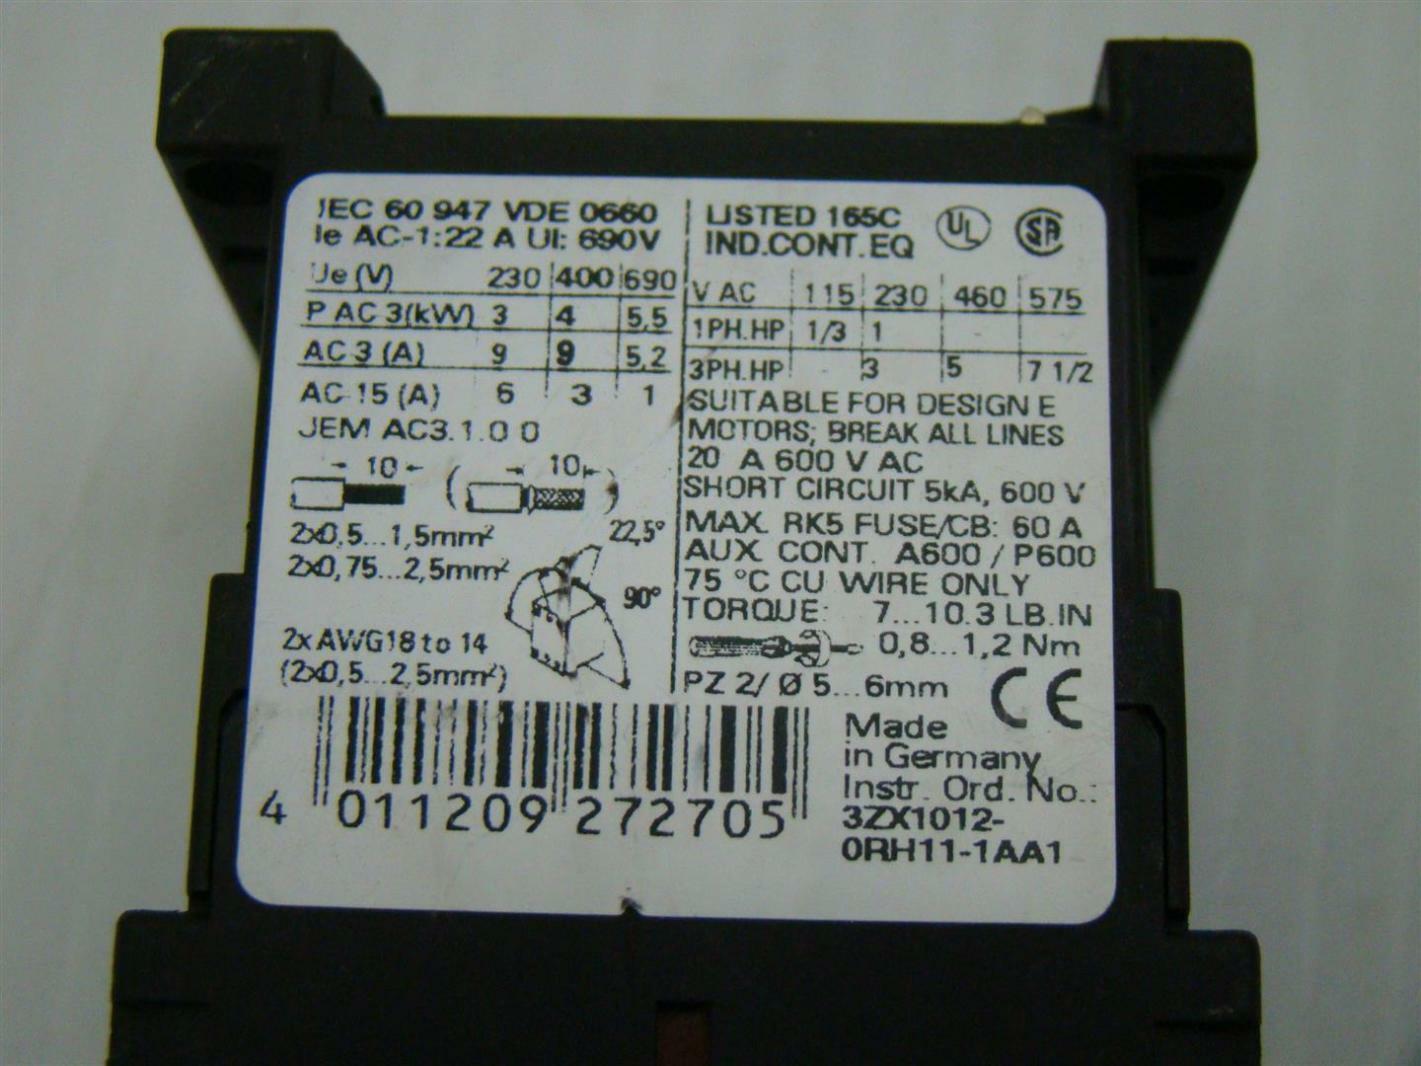 IEC 60 947 VDE 0660
Ie AC-1:22 A UI: 690V
Ue (V) 230 400 690
P AC 3(kW) 3 4 5,5
AC 3 (A) 9 9 5,2
AC-15 (A) 6 3 1
JEM AC3.1.0 0
10 ( 10 )
2x0,5...1,5mm²
2x0,75...2,5mm²
22,5°
90°
2x AWG18 to 14
(2x0,5...2,5mm²)
LISTED 165C
IND.CONT.EQ
UL
SA
V AC 115 230 460 575
1PH.HP 1/3 1
3PH.HP - 3 5 7 1/2
SUITABLE FOR DESIGN E
MOTORS; BREAK ALL LINES
20 A 600 V AC
SHORT CIRCUIT 5kA, 600 V
MAX. RK5 FUSE/CB: 60 A
AUX. CONT. A600 / P600
75 °C CU WIRE ONLY
TORQUE: 7...10.3 LB.IN
0,8...1,2 Nm
PZ 2/ Ø 5...6mm
CE
Made
in Germany
Instr. Ord. No.:
3ZX1012-
0RH11-1AA1
4 011209 272705